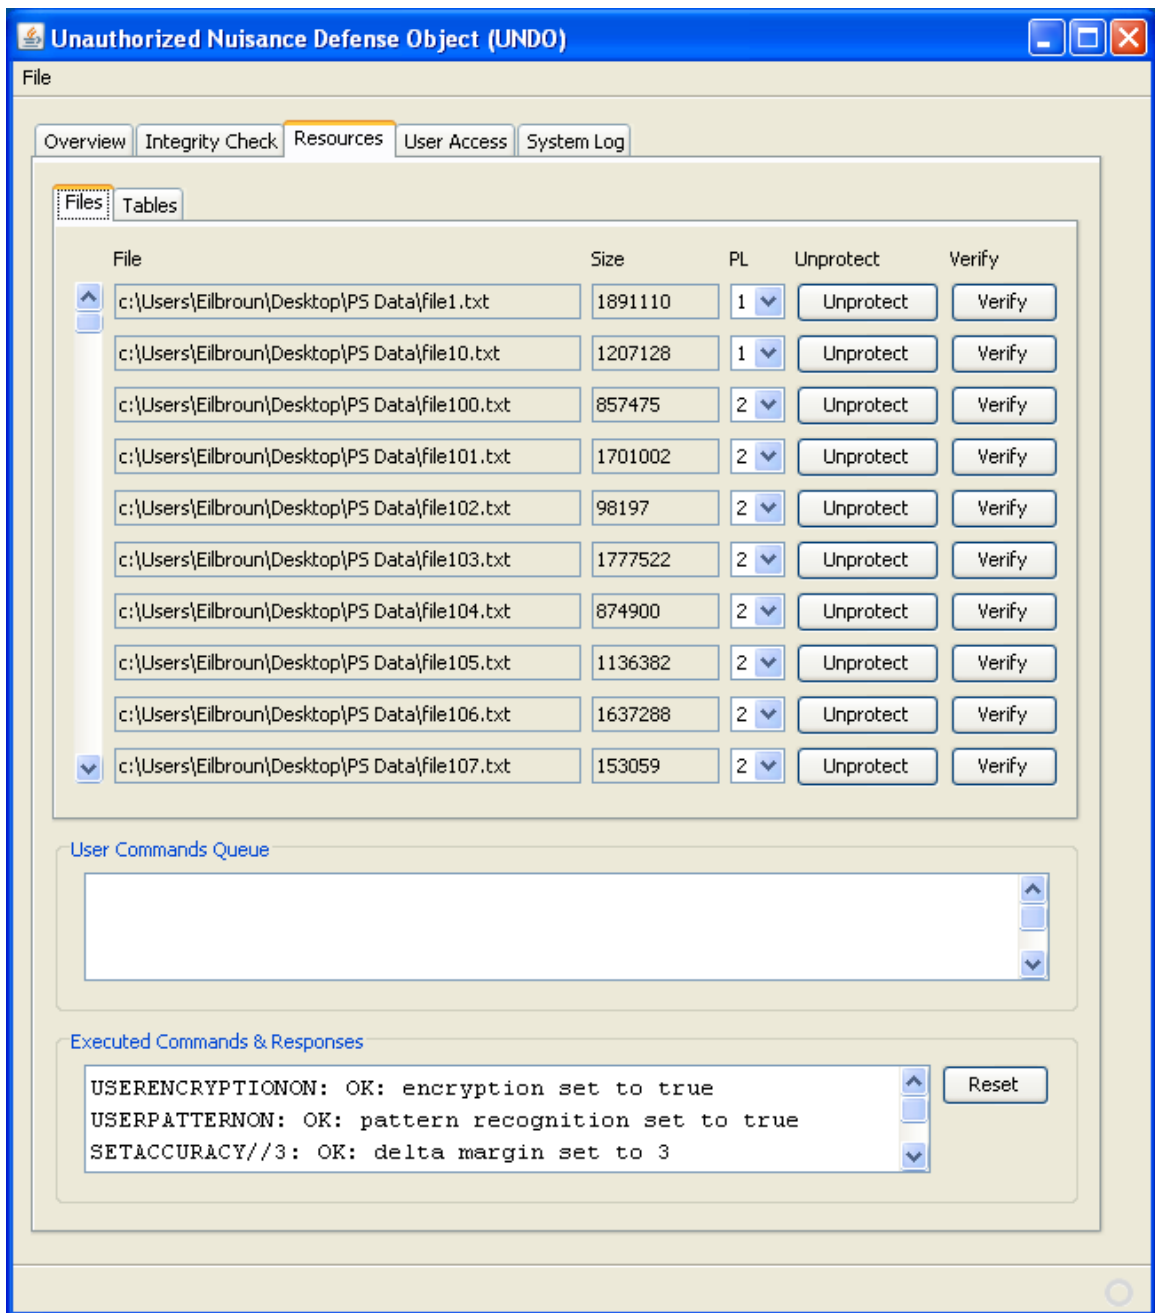 Unauthorized Nuisance Defense Object (UNDO)
File
Overview Integrity Check Resources User Access System Log
Files Tables
File Size PL Unprotect Verify
c:\Users\Eilbroun\Desktop\PS Data\file1.txt 1891110 1 Unprotect Verify
c:\Users\Eilbroun\Desktop\PS Data\file10.txt 1207128 1 Unprotect Verify
c:\Users\Eilbroun\Desktop\PS Data\file100.txt 857475 2 Unprotect Verify
c:\Users\Eilbroun\Desktop\PS Data\file101.txt 1701002 2 Unprotect Verify
c:\Users\Eilbroun\Desktop\PS Data\file102.txt 98197 2 Unprotect Verify
c:\Users\Eilbroun\Desktop\PS Data\file103.txt 1777522 2 Unprotect Verify
c:\Users\Eilbroun\Desktop\PS Data\file104.txt 874900 2 Unprotect Verify
c:\Users\Eilbroun\Desktop\PS Data\file105.txt 1136382 2 Unprotect Verify
c:\Users\Eilbroun\Desktop\PS Data\file106.txt 1637288 2 Unprotect Verify
c:\Users\Eilbroun\Desktop\PS Data\file107.txt 153059 2 Unprotect Verify
User Commands Queue
Executed Commands & Responses
USERENCRYPTIONON: OK: encryption set to true
USERPATTERNON: OK: pattern recognition set to true
SETACCURACY//3: OK: delta margin set to 3
Reset